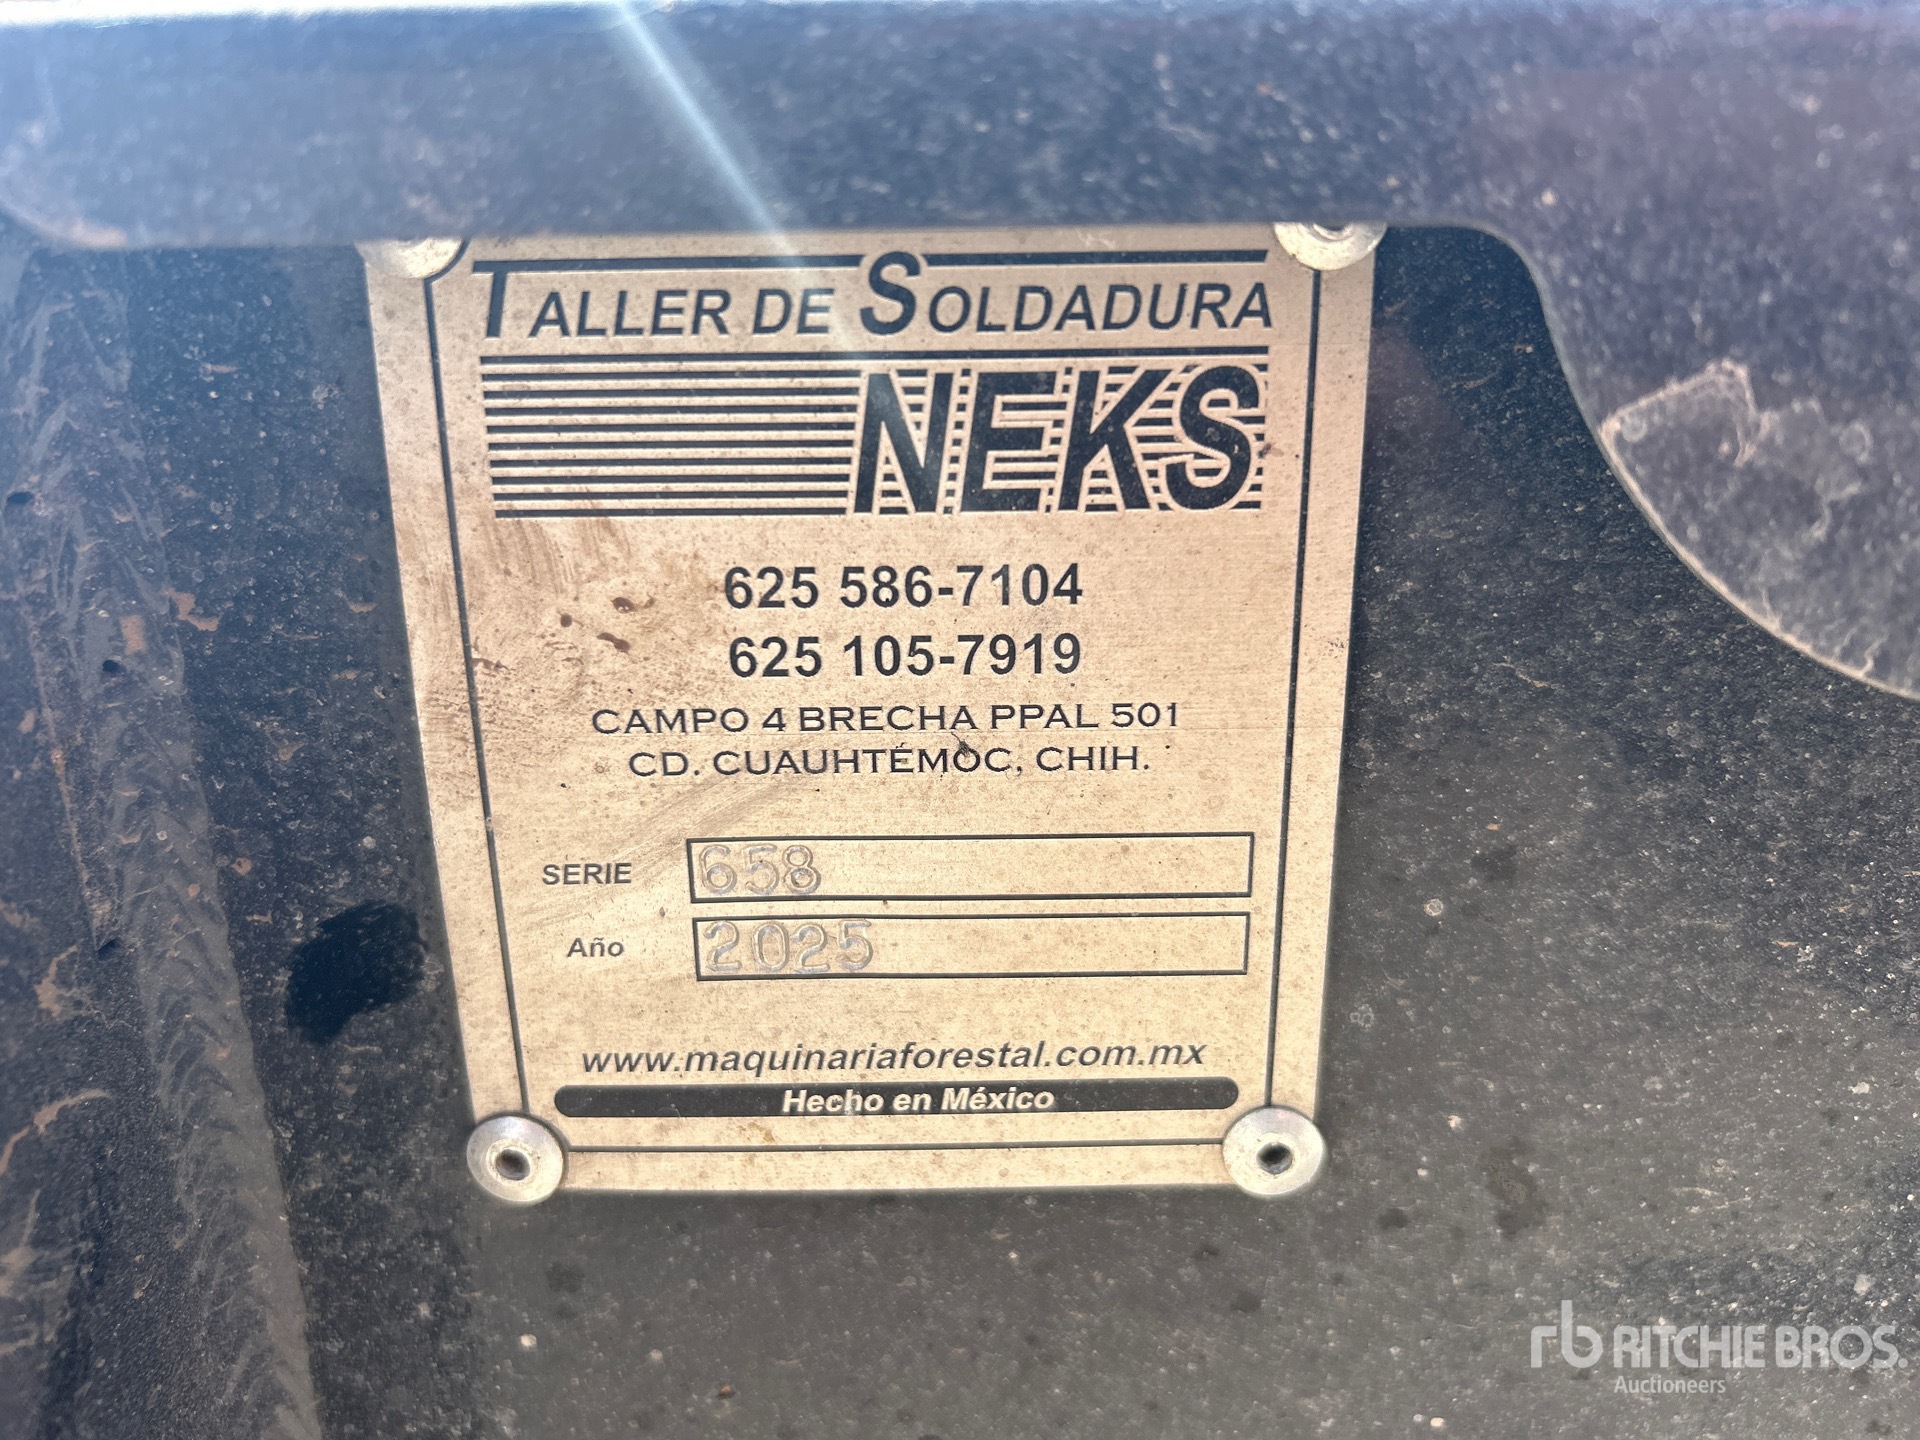 TALLER DE SOLDADURA
NEKS
625 586-7104
625 105-7919
CAMPO 4 BRECHA PPAL 501
CD. CUAUHTÉMOC, CHIH.
SERIE 658
Año 2025
www.maquinariaforestal.com.mx
Hecho en México
rb RITCHIE BROS.
Auctioneers